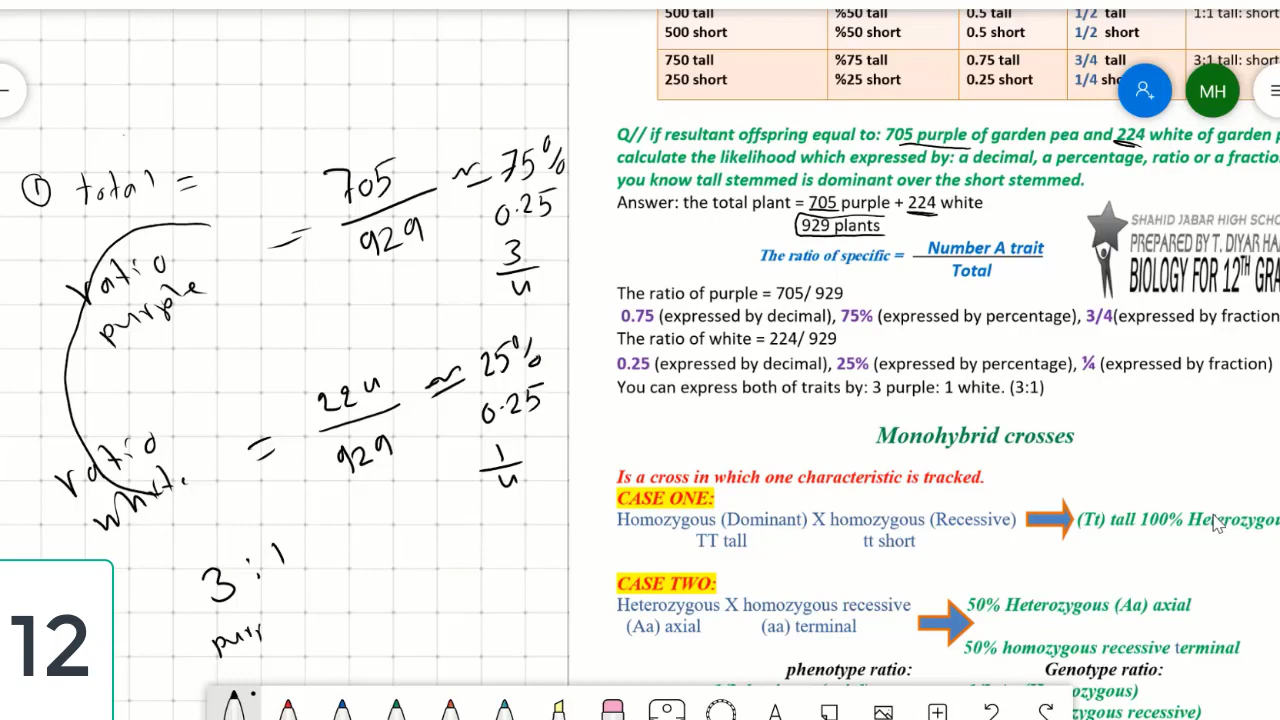 ① total =
ratio purple = 705/929 ≈ 75%
0.25
3/4
ratio white = 224/929 ≈ 25%
0.25
1/4
3:1
pur
12
500 tall %50 tall 0.5 tall 1/2 tall 1:1 tall: short
500 short %50 short 0.5 short 1/2 short
750 tall %75 tall 0.75 tall 3/4 tall 3:1 tall: short
250 short %25 short 0.25 short 1/4
MH
Q// if resultant offspring equal to: 705 purple of garden pea and 224 white of garden
calculate the likelihood which expressed by: a decimal, a percentage, ratio or a
you know tall stemmed is dominant over the short stemmed.
Answer: the total plant = 705 purple + 224 white
929 plants
SHAHID JABAR HIGH
PREPARED BY T. DIYAR
BIOLOGY FOR 12TH
The ratio of specific = Number A trait
Total
The ratio of purple = 705/ 929
0.75 (expressed by decimal), 75% (expressed by percentage), 3/4(expressed by fraction
The ratio of white = 224/ 929
0.25 (expressed by decimal), 25% (expressed by percentage), ¼ (expressed by fraction)
You can express both of traits by: 3 purple: 1 white. (3:1)
Monohybrid crosses
Is a cross in which one characteristic is tracked.
CASE ONE:
Homozygous (Dominant) X homozygous (Recessive) (Tt) tall 100%
TT tall tt short
CASE TWO:
Heterozygous X homozygous recessive 50% Heterozygous (Aa) axial
(Aa) axial (aa) terminal
50% homozygous recessive terminal
phenotype ratio: Genotype ratio: